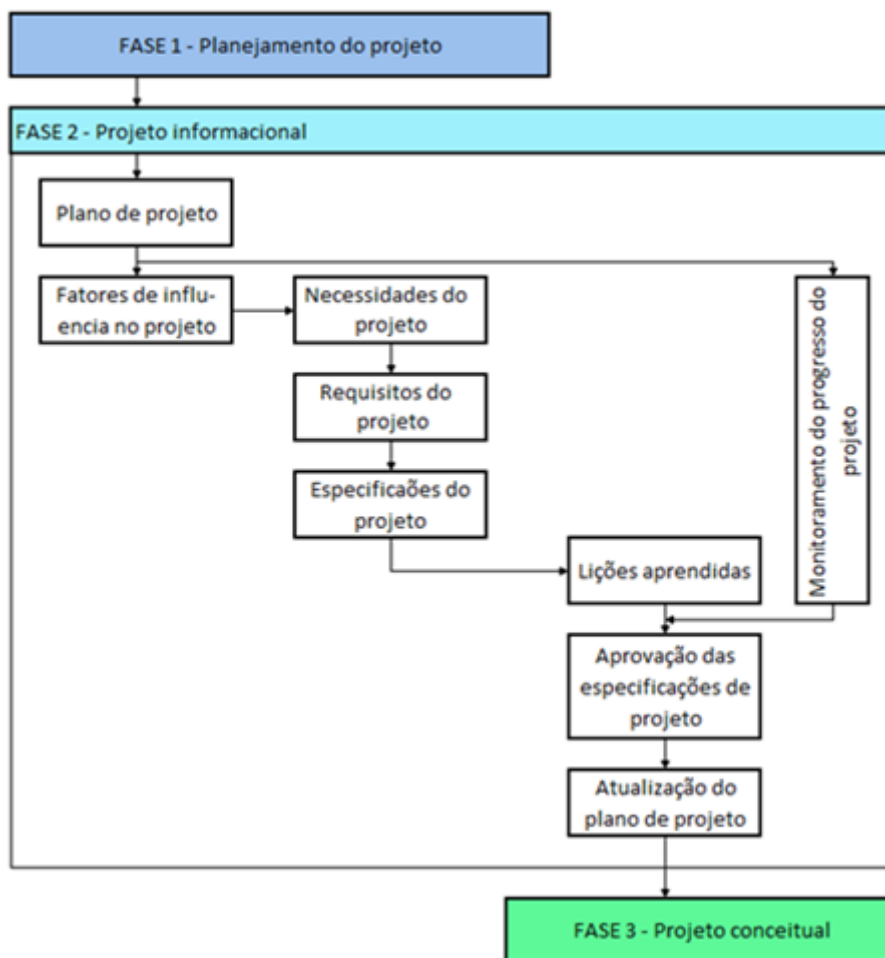 FASE 1 - Planejamento do projeto
FASE 2 - Projeto informacional
Plano de projeto
Fatores de influ-
encia no projeto
Necessidades do
projeto
Requisitos do
projeto
Especificaões do
projeto
Lições aprendidas
Monitoramento do progresso do
projeto
Aprovação das
especificações de
projeto
Atualização do
plano de projeto
FASE 3 - Projeto conceitual